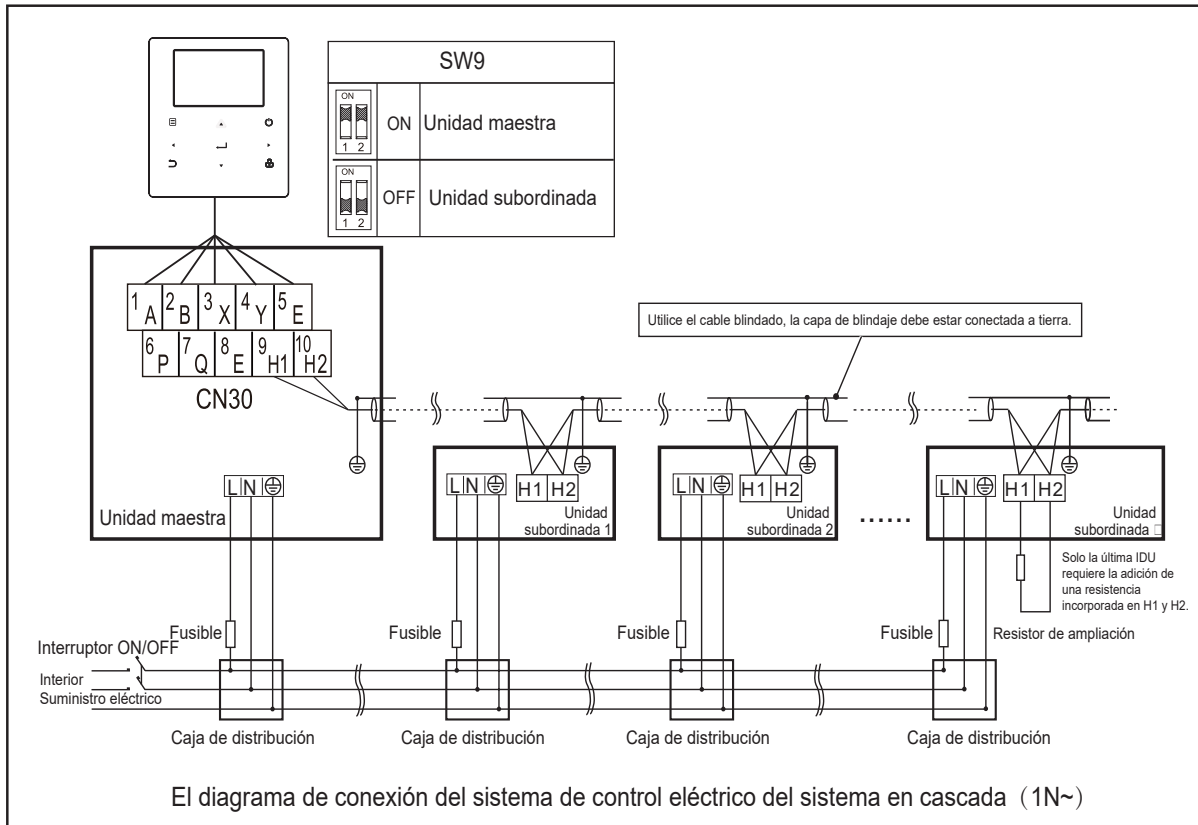 SW9
ON
1 2
ON
Unidad maestra
ON
1 2
OFF
Unidad subordinada
1 A
2 B
3 X
4 Y
5 E
6 P
7 Q
8 E
9 H1
10 H2
CN30
Utilice el cable blindado, la capa de blindaje debe estar conectada a tierra.
L N
Unidad maestra
L N
H1 H2
Unidad
subordinada 1
L N
H1 H2
Unidad
subordinada 2
......
L N
H1 H2
Unidad
subordinada □
Solo la última IDU
requiere la adición de
una resistencia
incorporada en H1 y H2.
Resistor de ampliación
Fusible
Fusible
Fusible
Fusible
Interruptor ON/OFF
Interior
Suministro eléctrico
Caja de distribución
Caja de distribución
Caja de distribución
Caja de distribución
El diagrama de conexión del sistema de control eléctrico del sistema en cascada (1N~)